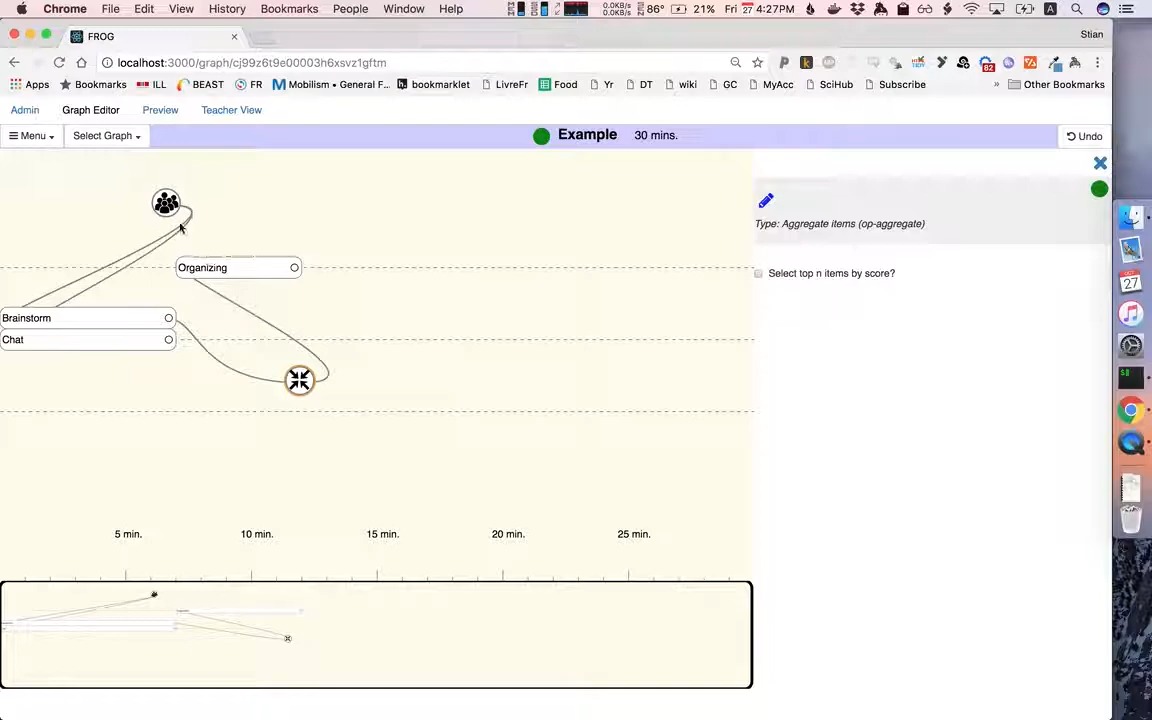 Chrome File Edit View History Bookmarks People Window Help 0.0KB/s 0.0KB/s 86° 21% Fri 27 4:27PM A
FROG × Stian
localhost:3000/graph/cj99z6t9e00003h6xsvz1gftm
Apps Bookmarks ILL BEAST FR Mobilism • General F... bookmarklet LivreFr Food Yr DT wiki GC MyAcc SciHub Subscribe » Other Bookmarks
Admin Graph Editor Preview Teacher View
Menu Select Graph Example 30 mins. Undo
Type: Aggregate items (op-aggregate)
Select top n items by score?
Organizing
Brainstorm
Chat
5 min. 10 min. 15 min. 20 min. 25 min.